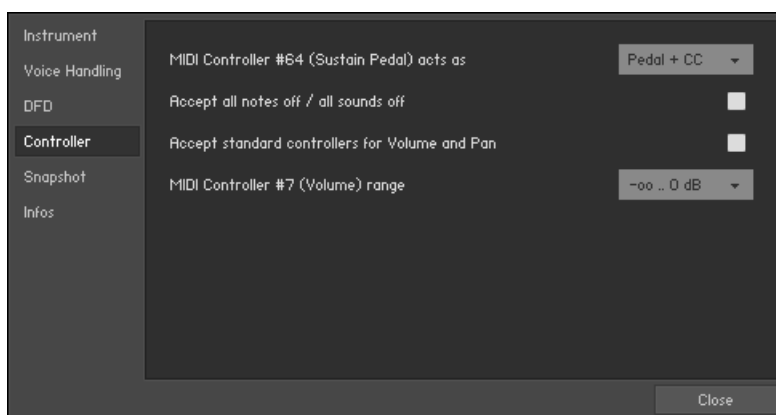 Instrument
Voice Handling
DFD
Controller
Snapshot
Infos
MIDI Controller #64 (Sustain Pedal) acts as
Pedal + CC
Accept all notes off / all sounds off
Accept standard controllers for Volume and Pan
MIDI Controller #7 (Volume) range
-oo .. 0 dB
Close